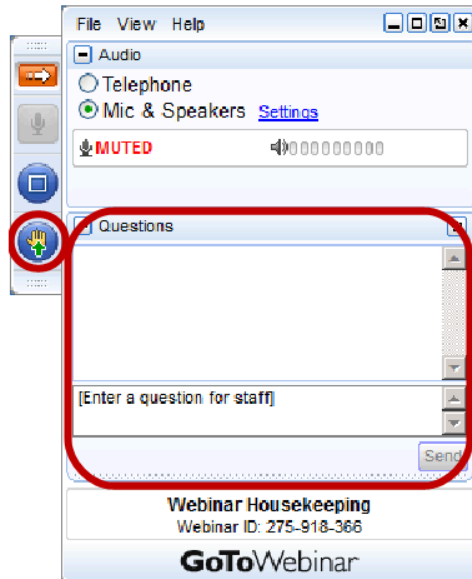 File View Help
Audio
Telephone
Mic & Speakers Settings
MUTED
Questions
[Enter a question for staff]
Send
Webinar Housekeeping
Webinar ID: 275-918-366
GoToWebinar